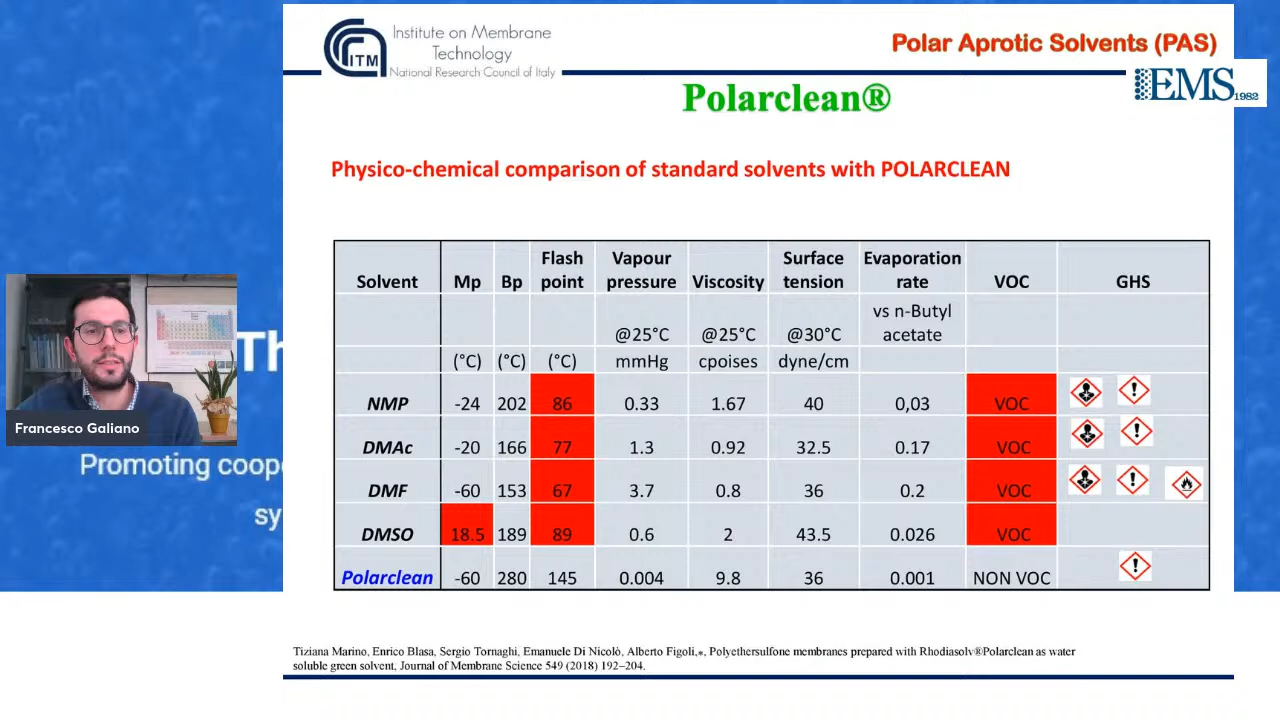 Institute on Membrane
Technology
National Research Council of Italy
ITM
Polar Aprotic Solvents (PAS)
EMS 1982
Polarclean®
Physico-chemical comparison of standard solvents with POLARCLEAN
Solvent Mp Bp Flash point Vapour pressure Viscosity Surface tension Evaporation rate VOC GHS
@25°C @25°C @30°C vs n-Butyl acetate
(°C) (°C) (°C) mmHg cpoises dyne/cm
NMP -24 202 86 0.33 1.67 40 0,03 VOC
DMAc -20 166 77 1.3 0.92 32.5 0.17 VOC
DMF -60 153 67 3.7 0.8 36 0.2 VOC
DMSO 18.5 189 89 0.6 2 43.5 0.026 VOC
Polarclean -60 280 145 0.004 9.8 36 0.001 NON VOC
Francesco Galiano
Th
Promoting coope
sy
Tiziana Marino, Enrico Blasa, Sergio Tornaghi, Emanuele Di Nicolò, Alberto Figoli,*, Polyethersulfone membranes prepared with Rhodiasolv®Polarclean as water
soluble green solvent, Journal of Membrane Science 549 (2018) 192–204.